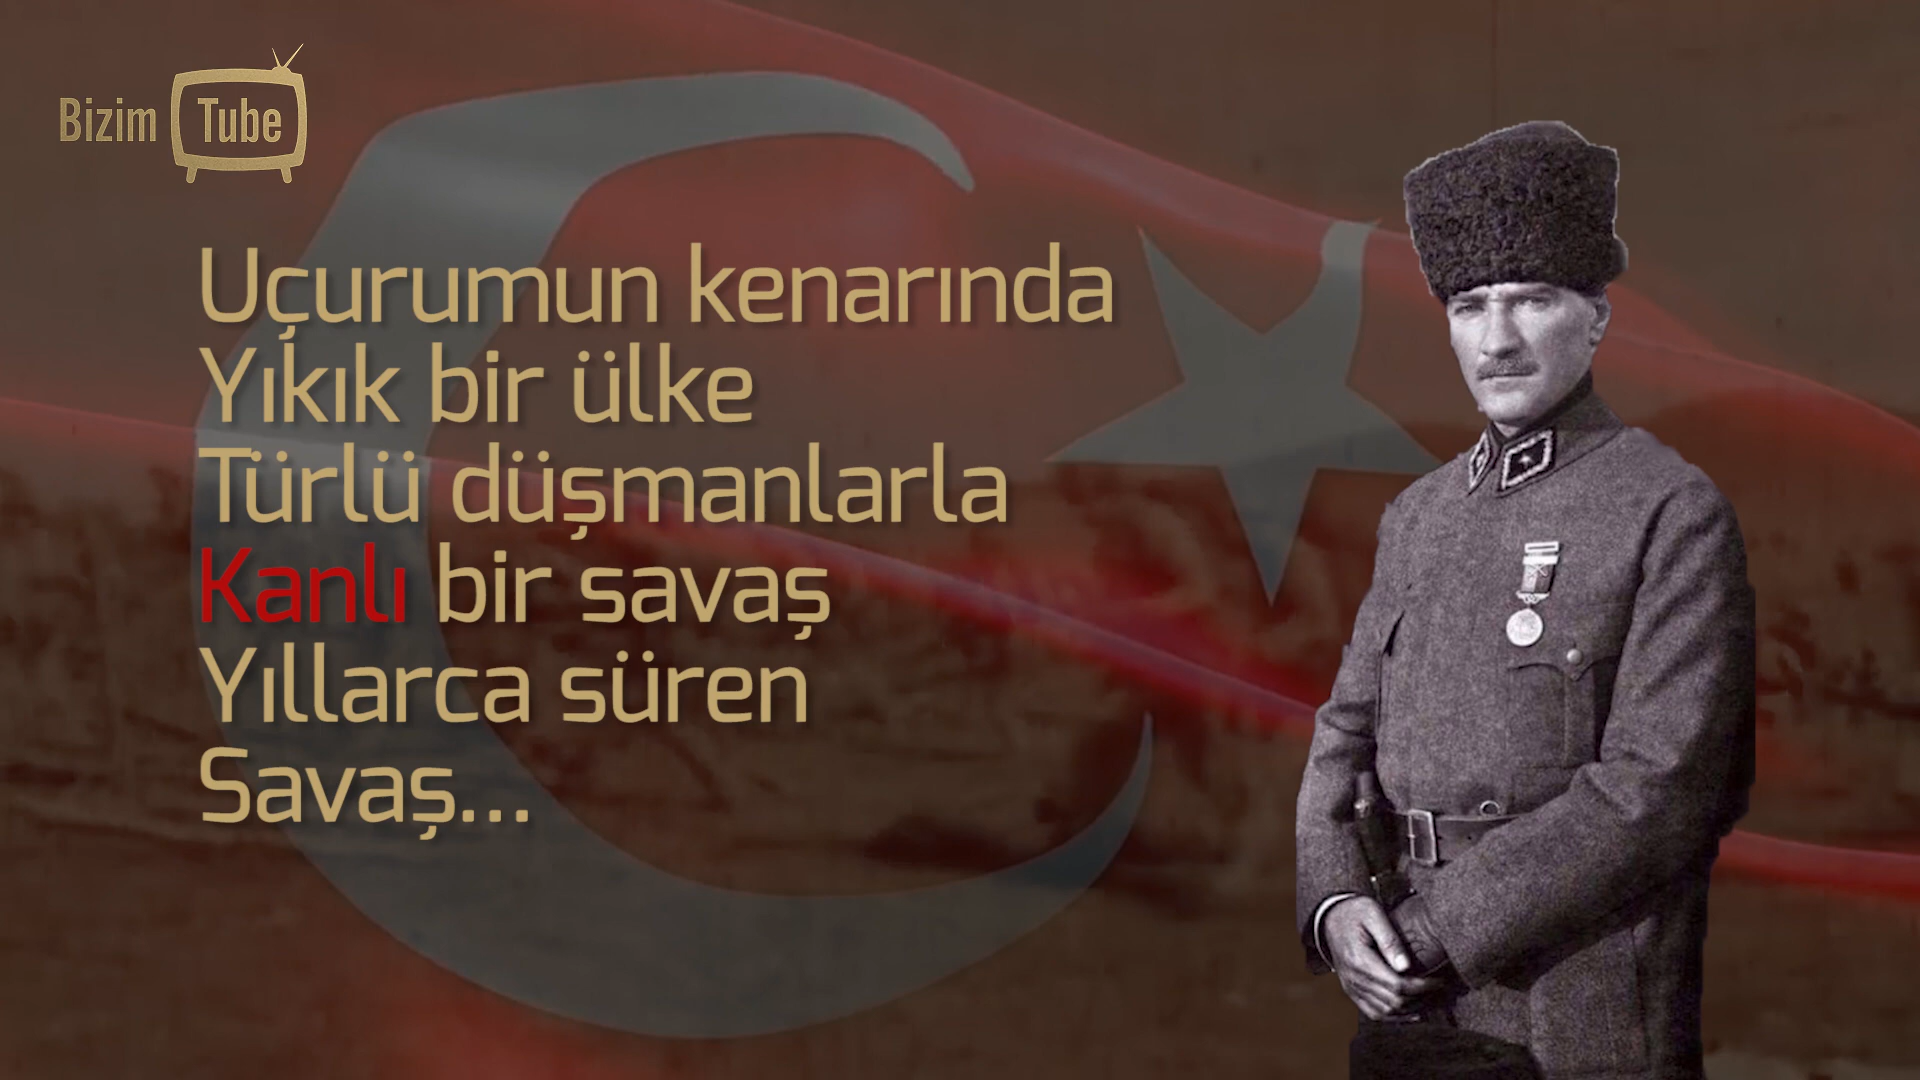 Bizim Tube
Uçurumun kenarında
Yıkık bir ülke
Türlü düşmanlarla
Kanlı bir savaş
Yıllarca süren
Savaş...